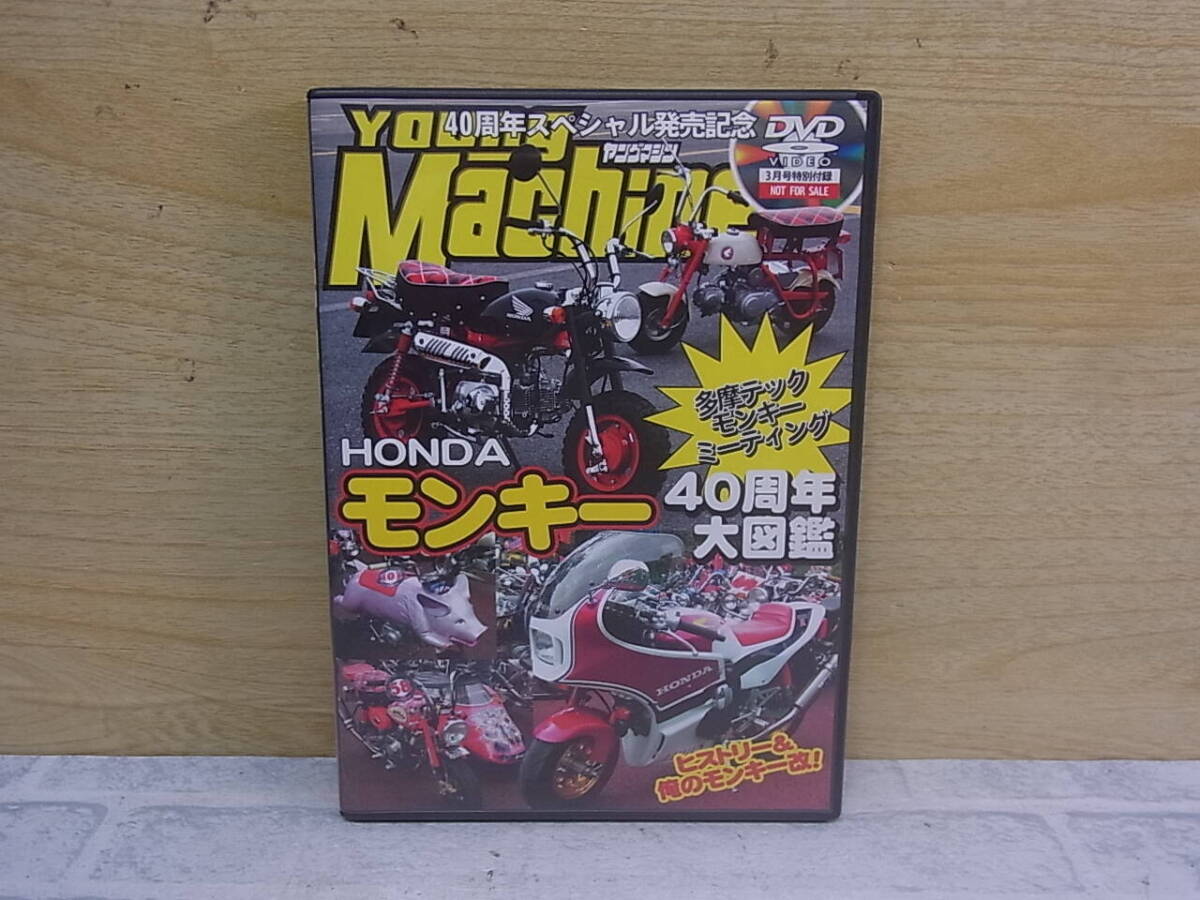 Young
40周年スペシャル発売記念
DVD
VIDEO
3月号特別付録
NOT FOR SALE
ヤングマシン
Machine
HONDA
多摩テック
モンキー
ミーティング
HONDA
モンキー
40周年
大図鑑
58
HONDA
ヒストリー&
俺のモンキー改!